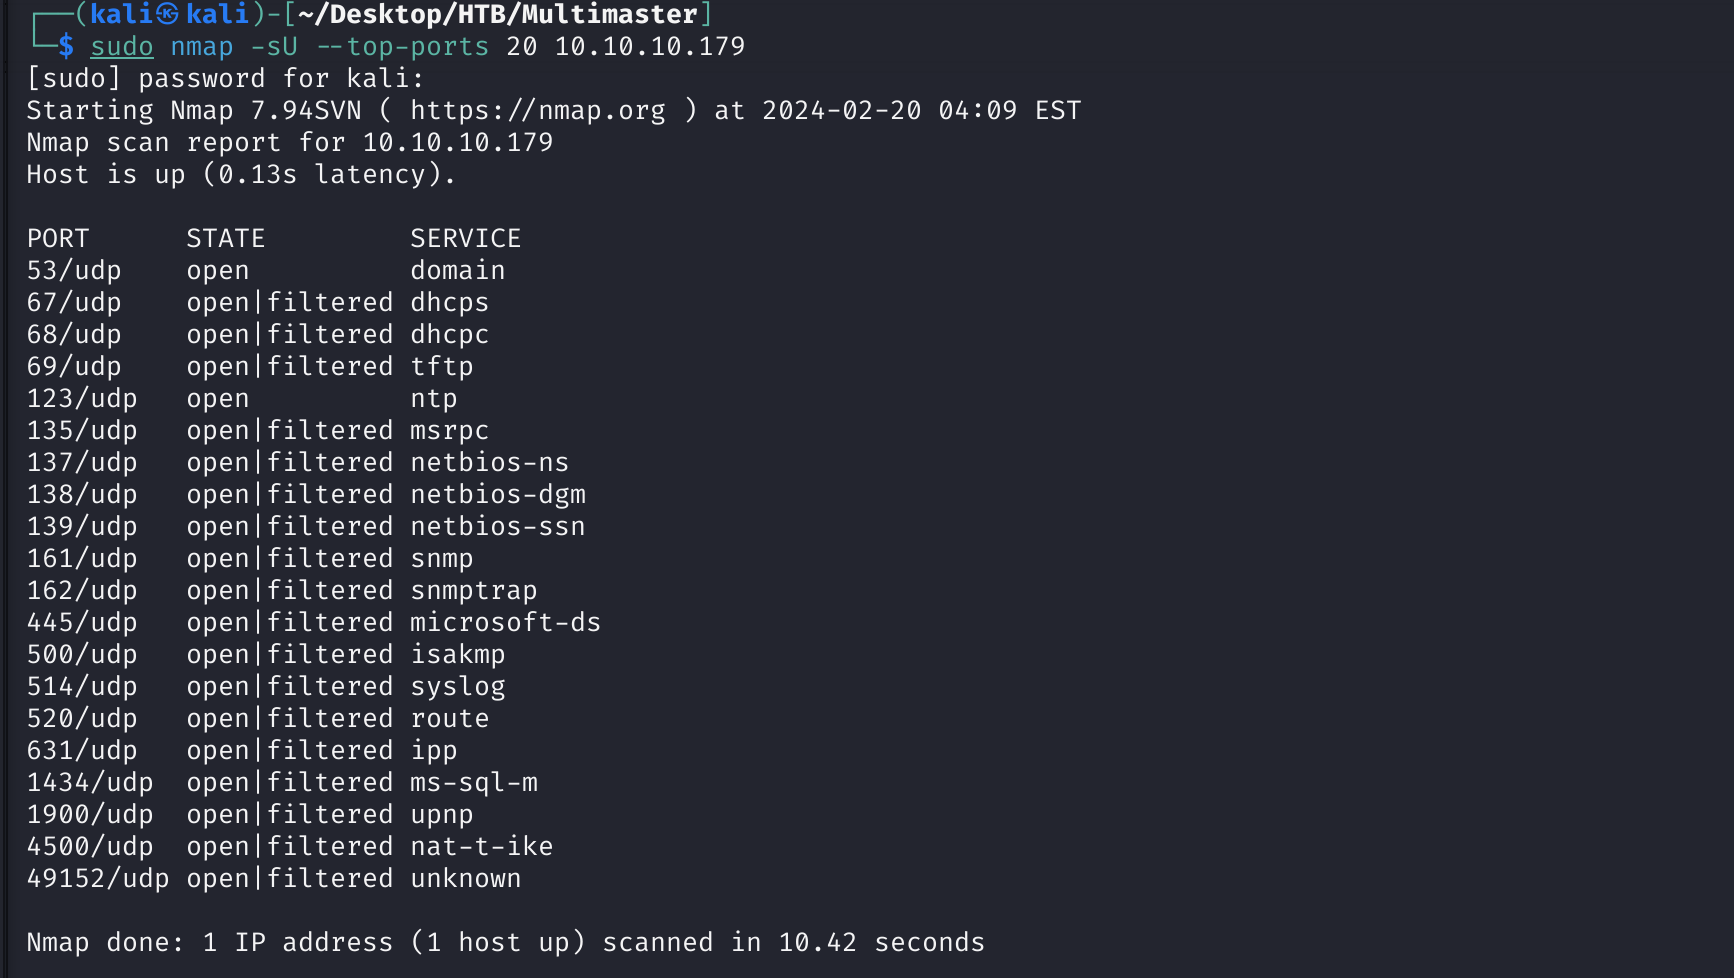 ┌──(kali㉿kali)-[~/Desktop/HTB/Multimaster]
└─$ sudo nmap -sU --top-ports 20 10.10.10.179
[sudo] password for kali:
Starting Nmap 7.94SVN ( https://nmap.org ) at 2024-02-20 04:09 EST
Nmap scan report for 10.10.10.179
Host is up (0.13s latency).

PORT      STATE         SERVICE
53/udp    open          domain
67/udp    open|filtered dhcps
68/udp    open|filtered dhcpc
69/udp    open|filtered tftp
123/udp   open          ntp
135/udp   open|filtered msrpc
137/udp   open|filtered netbios-ns
138/udp   open|filtered netbios-dgm
139/udp   open|filtered netbios-ssn
161/udp   open|filtered snmp
162/udp   open|filtered snmptrap
445/udp   open|filtered microsoft-ds
500/udp   open|filtered isakmp
514/udp   open|filtered syslog
520/udp   open|filtered route
631/udp   open|filtered ipp
1434/udp  open|filtered ms-sql-m
1900/udp  open|filtered upnp
4500/udp  open|filtered nat-t-ike
49152/udp open|filtered unknown

Nmap done: 1 IP address (1 host up) scanned in 10.42 seconds